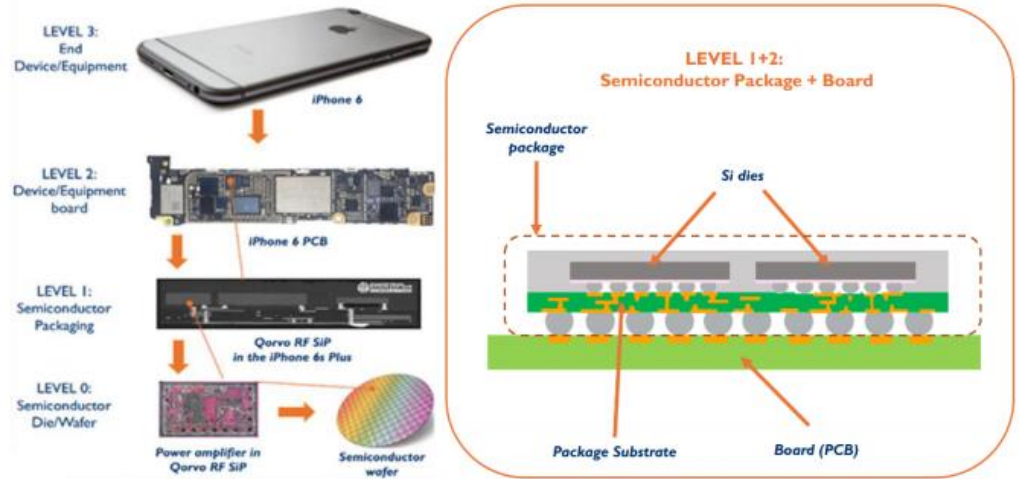 LEVEL 3:
End
Device/Equipment
iPhone 6
LEVEL 2:
Device/Equipment
board
iPhone 6 PCB
LEVEL 1:
Semiconductor
Packaging
Qorvo RF SiP
in the iPhone 6s Plus
LEVEL 0:
Semiconductor
Die/Wafer
Power amplifier in
Qorvo RF SiP
Semiconductor
wafer
LEVEL 1+2:
Semiconductor Package + Board
Semiconductor
package
Si dies
Package Substrate
Board (PCB)